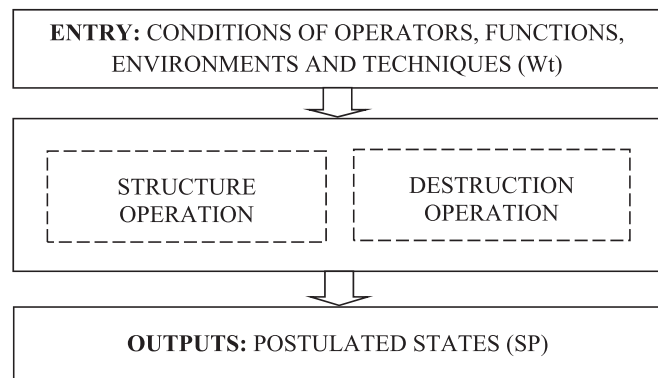 ENTRY: CONDITIONS OF OPERATORS, FUNCTIONS,
ENVIRONMENTS AND TECHNIQUES (Wt)
STRUCTURE
OPERATION
DESTRUCTION
OPERATION
OUTPUTS: POSTULATED STATES (SP)